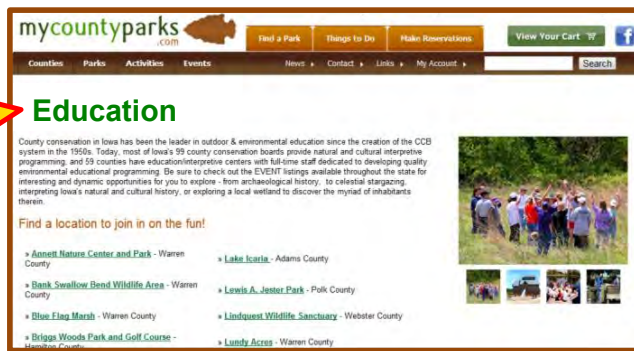 mycountyparks
.com
Find a Park
Things to Do
Make Reservations
View Your Cart
f
Counties
Parks
Activities
Events
News
Contact
Links
My Account
Search
Education
County conservation in Iowa has been the leader in outdoor & environmental education since the creation of the CCB
system in the 1950s. Today, most of Iowa's 99 county conservation boards provide natural and cultural interpretive
programming, and 59 counties have education/interpretive centers with full-time staff dedicated to developing quality
environmental educational programming. Be sure to check out the EVENT listings available throughout the state for
interesting and dynamic opportunities for you to explore - from archaeological history, to celestial stargazing,
interpreting Iowa's natural and cultural history, or exploring a local wetland to discover the myriad of inhabitants
therein.
Find a location to join in on the fun!
» Annett Nature Center and Park - Warren
County
» Bank Swallow Bend Wildlife Area - Warren
County
» Blue Flag Marsh - Warren County
» Briggs Woods Park and Golf Course -
Hamilton County
» Lake Icaria - Adams County
» Lewis A. Jester Park - Polk County
» Lindquest Wildlife Sanctuary - Webster County
» Lundy Acres - Warren County